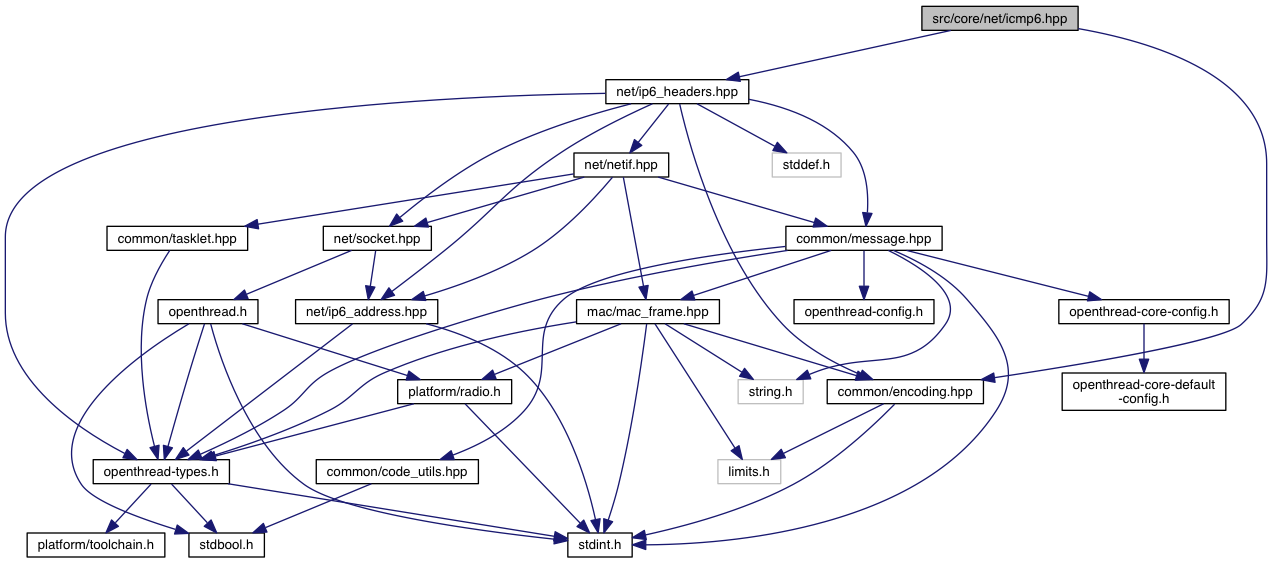 src/core/net/icmp6.hpp
net/ip6_headers.hpp
net/netif.hpp
stddef.h
common/tasklet.hpp
net/socket.hpp
common/message.hpp
openthread.h
net/ip6_address.hpp
mac/mac_frame.hpp
openthread-config.h
openthread-core-config.h
platform/radio.h
string.h
common/encoding.hpp
openthread-core-default
-config.h
openthread-types.h
common/code_utils.hpp
limits.h
platform/toolchain.h
stdbool.h
stdint.h